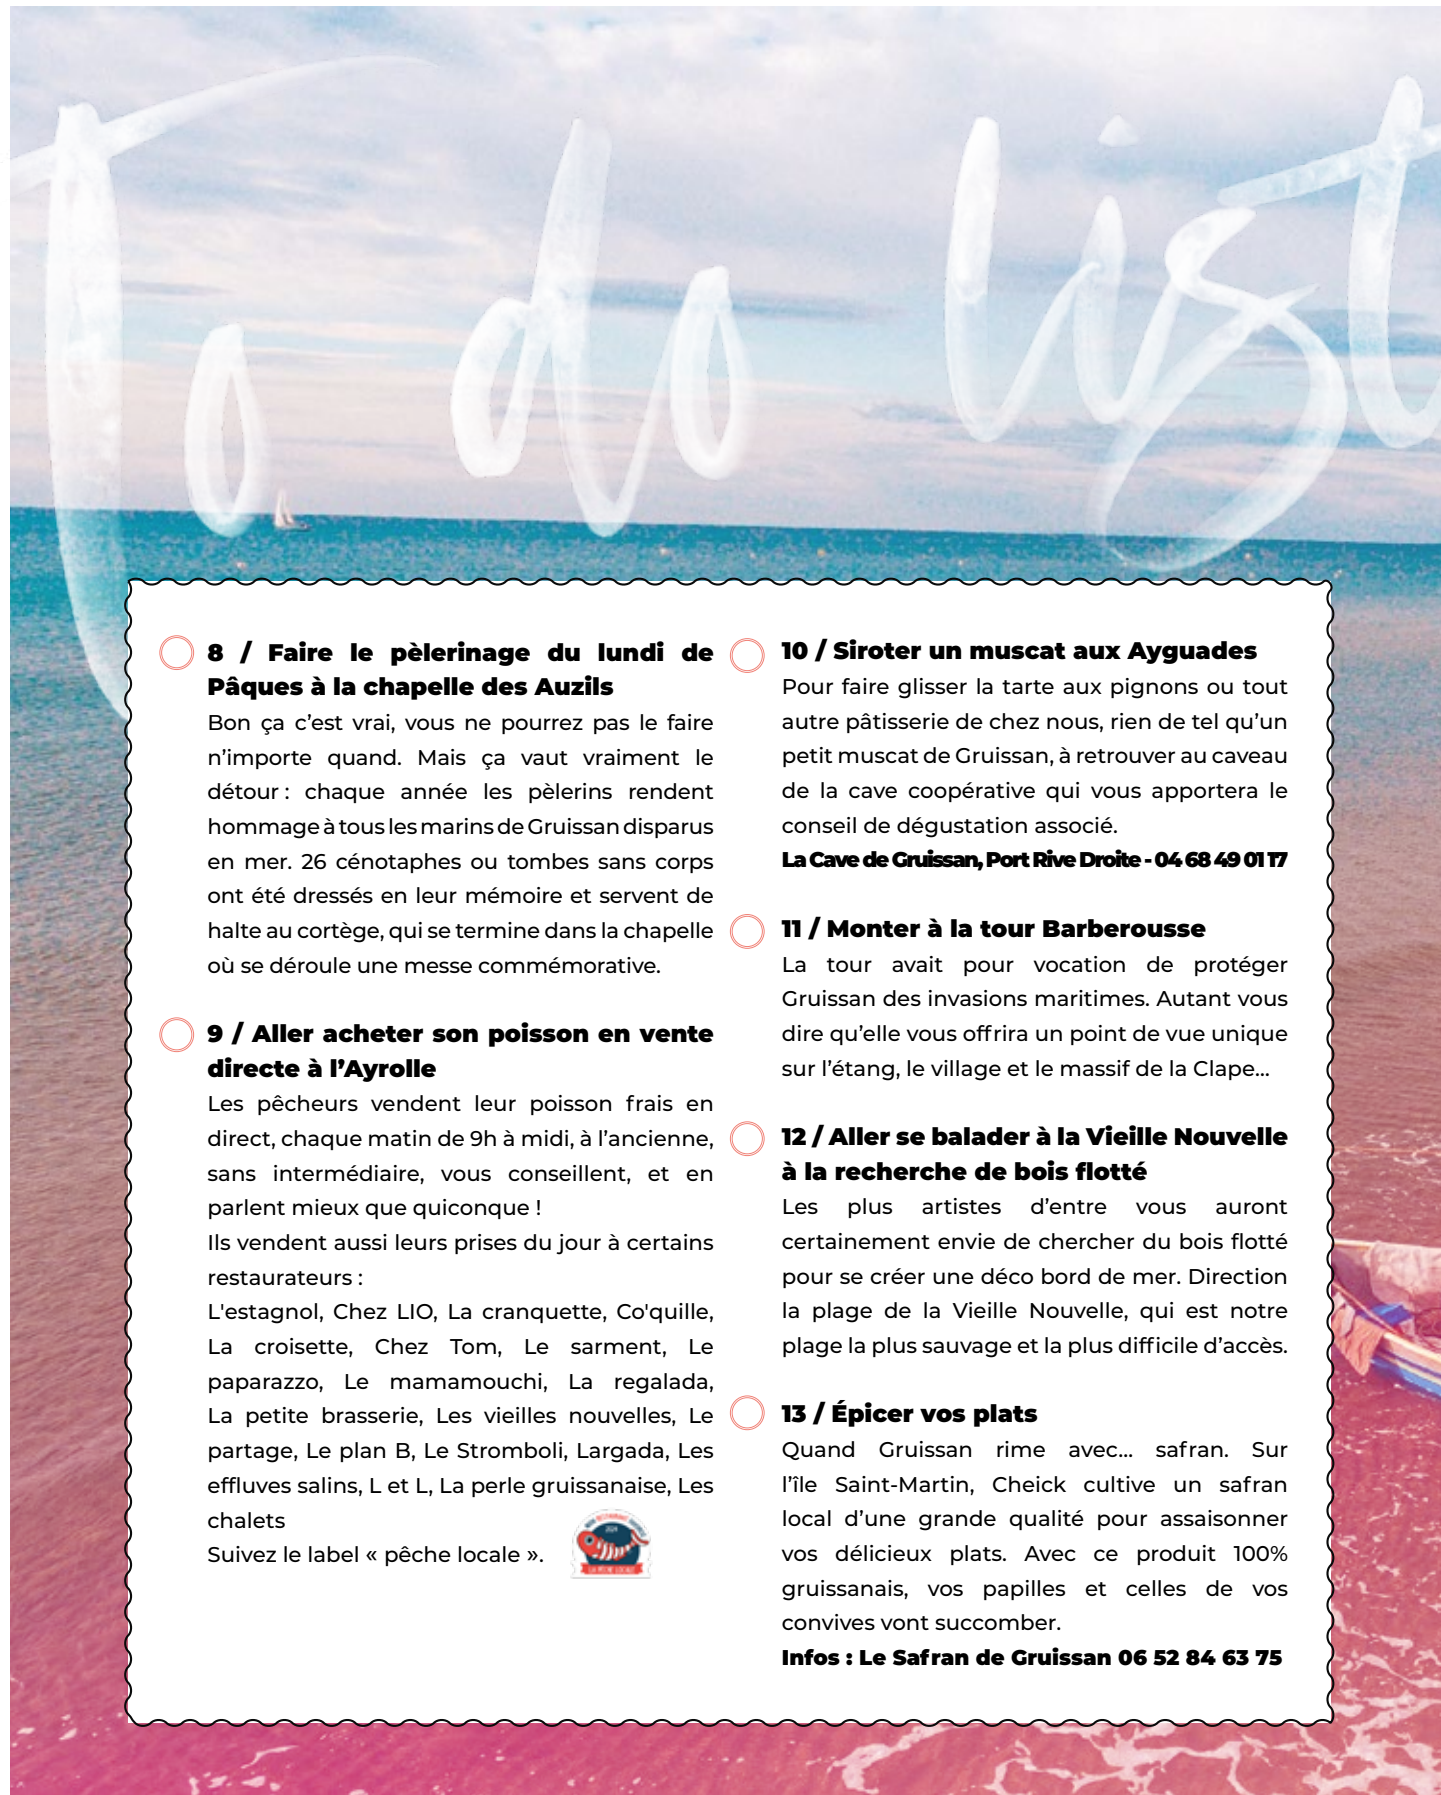 To do list
8 / Faire le pèlerinage du lundi de
Pâques à la chapelle des Auzils
Bon ça c’est vrai, vous ne pourrez pas le faire
n’importe quand. Mais ça vaut vraiment le
détour : chaque année les pèlerins rendent
hommage à tous les marins de Gruissan disparus
en mer. 26 cénotaphes ou tombes sans corps
ont été dressés en leur mémoire et servent de
halte au cortège, qui se termine dans la chapelle
où se déroule une messe commémorative.
9 / Aller acheter son poisson en vente
directe à l’Ayrolle
Les pêcheurs vendent leur poisson frais en
direct, chaque matin de 9h à midi, à l’ancienne,
sans intermédiaire, vous conseillent, et en
parlent mieux que quiconque !
Ils vendent aussi leurs prises du jour à certains
restaurateurs :
L'estagnol, Chez LIO, La cranquette, Co'quille,
La croisette, Chez Tom, Le sarment, Le
paparazzo, Le mamamouchi, La regalada,
La petite brasserie, Les vieilles nouvelles, Le
partage, Le plan B, Le Stromboli, Largada, Les
effluves salins, L et L, La perle gruissanaise, Les
chalets
Suivez le label « pêche locale ».
10 / Siroter un muscat aux Ayguades
Pour faire glisser la tarte aux pignons ou tout
autre pâtisserie de chez nous, rien de tel qu’un
petit muscat de Gruissan, à retrouver au caveau
de la cave coopérative qui vous apportera le
conseil de dégustation associé.
La Cave de Gruissan, Port Rive Droite - 04 68 49 01 17
11 / Monter à la tour Barberousse
La tour avait pour vocation de protéger
Gruissan des invasions maritimes. Autant vous
dire qu’elle vous offrira un point de vue unique
sur l’étang, le village et le massif de la Clape...
12 / Aller se balader à la Vieille Nouvelle
à la recherche de bois flotté
Les plus artistes d’entre vous auront
certainement envie de chercher du bois flotté
pour se créer une déco bord de mer. Direction
la plage de la Vieille Nouvelle, qui est notre
plage la plus sauvage et la plus difficile d’accès.
13 / Épicer vos plats
Quand Gruissan rime avec... safran. Sur
l’île Saint-Martin, Cheick cultive un safran
local d’une grande qualité pour assaisonner
vos délicieux plats. Avec ce produit 100%
gruissanais, vos papilles et celles de vos
convives vont succomber.
Infos : Le Safran de Gruissan 06 52 84 63 75